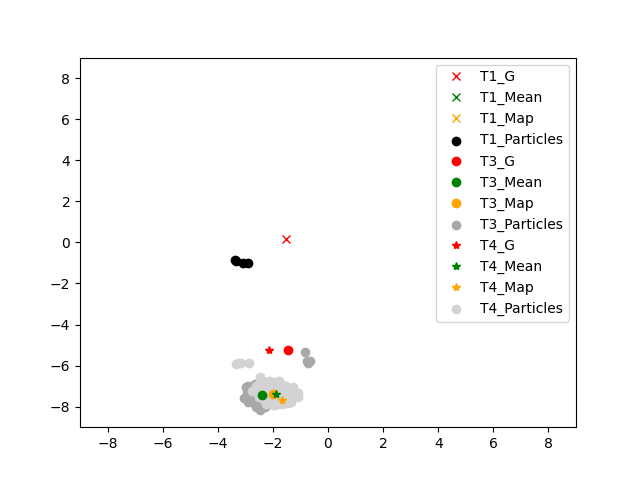 8
6
4
2
0
−2
−4
−6
−8
−8 −6 −4 −2 0 2 4 6 8
T1_G
T1_Mean
T1_Map
T1_Particles
T3_G
T3_Mean
T3_Map
T3_Particles
T4_G
T4_Mean
T4_Map
T4_Particles